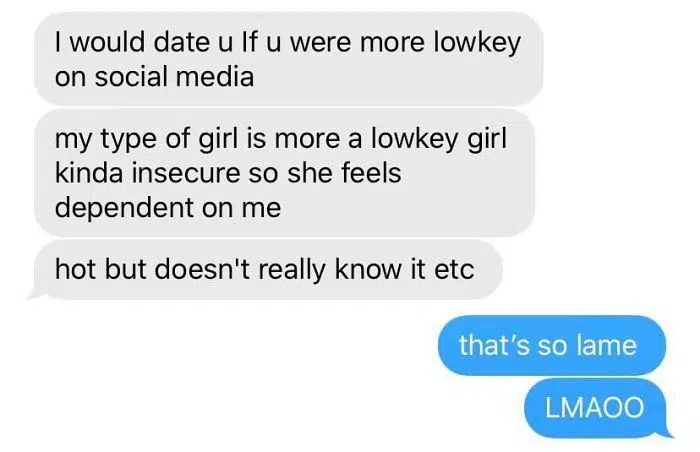 I would date u If u were more lowkey
on social media
my type of girl is more a lowkey girl
kinda insecure so she feels
dependent on me
hot but doesn't really know it etc
that’s so lame
LMAOO